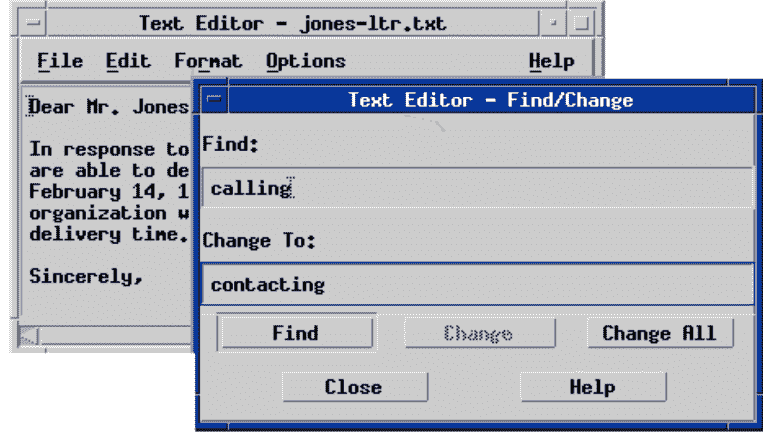 Text Editor - jones-ltr.txt
File Edit Format Options Help
Dear Mr. Jones
In response to
are able to de
February 14, 1
organization w
delivery time.
Sincerely,
Text Editor - Find/Change
Find:
calling
Change To:
contacting
Find Change Change All
Close Help